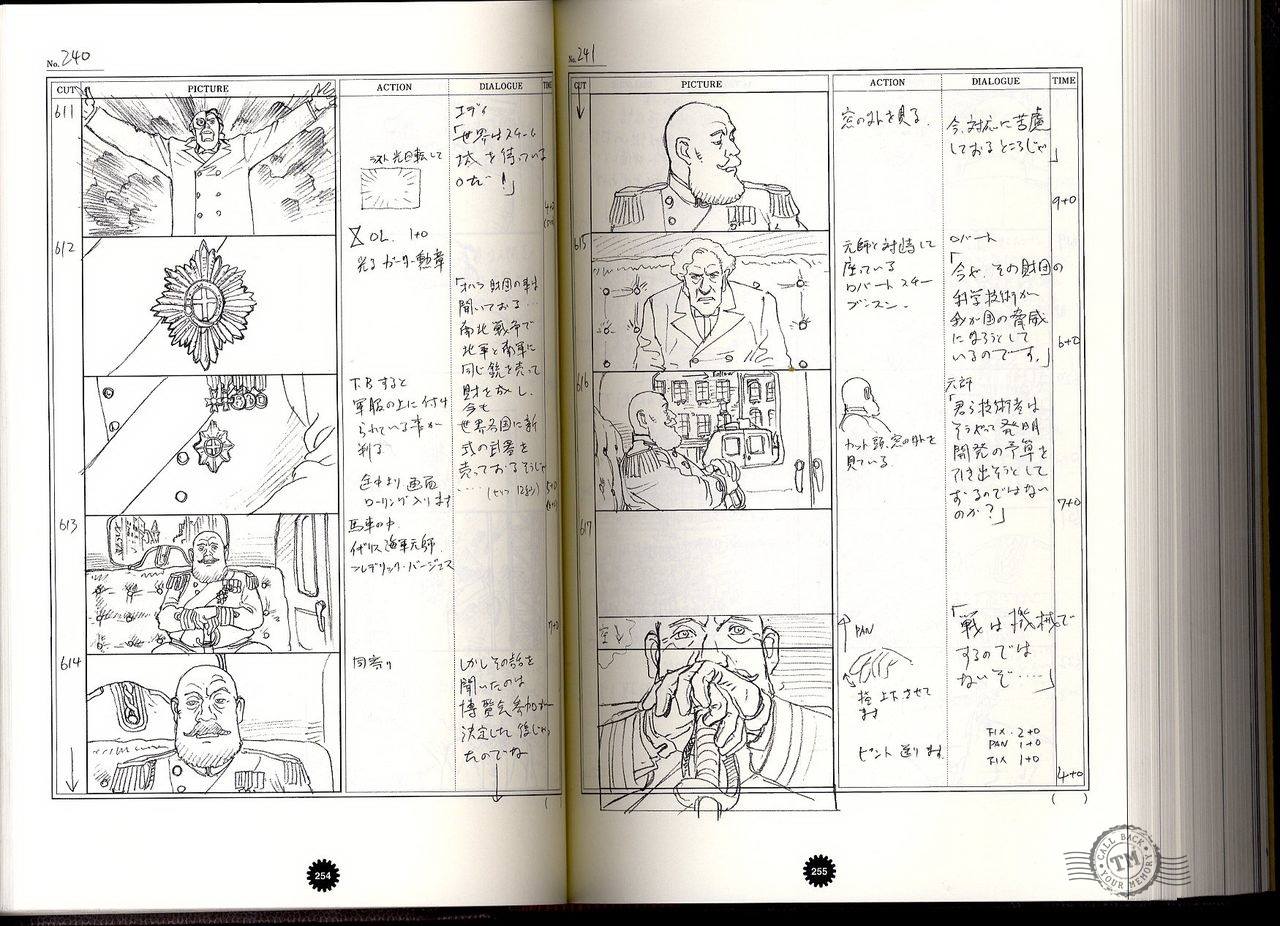 No. 240
CUT PICTURE ACTION DIALOGUE TIME
611
ラスト 光回転して
エディ
「世界はスチーム
を待っている
のだ!」
612
OL. 1+0
光るガーター勲章
「オハラ財団の事は
聞いておる…
南北戦争で
北軍と南軍に
同じ銃を売って
財を成し、
今も
世界各国に新
式の武器を
売っておるそうじゃ
(セリフ 12秒)
T.Bすると
軍服の上に付け
られている事が
判る
途中より 画面
ローリング入ります
613
馬車の中
イギリス海軍元帥
フレデリック・バージェス
7+0
614
同寄り
しかしその話を
聞いたのは
博覧会参加が
決定した後じゃっ
たのでな
254
No. 241
CUT PICTURE ACTION DIALOGUE TIME
窓の外を見る。
今、対応に苦慮
しておるところじゃ」
9+0
615
元帥と対峙して
座っている
ロバート スチー
ブンスン。
ロバート
「今や、その財団の
科学技術が
我が国の脅威
になろうとして
いるのです。」
6+0
616
カット頭、窓の外を
見ている。
元帥
「君ら技術者は
そうやって発明
開発の予算を
引き出そうとして
おるのではない
のか?」
7+0
617
PAN
指 上下させて
ます
ピント送ります。
「戦は機械で
するのでは
ないぞ……」
FIX. 2+0
PAN 1+0
FIX 1+0
4+0
( )
255
CALL BACK
TM
YOUR MEMORY